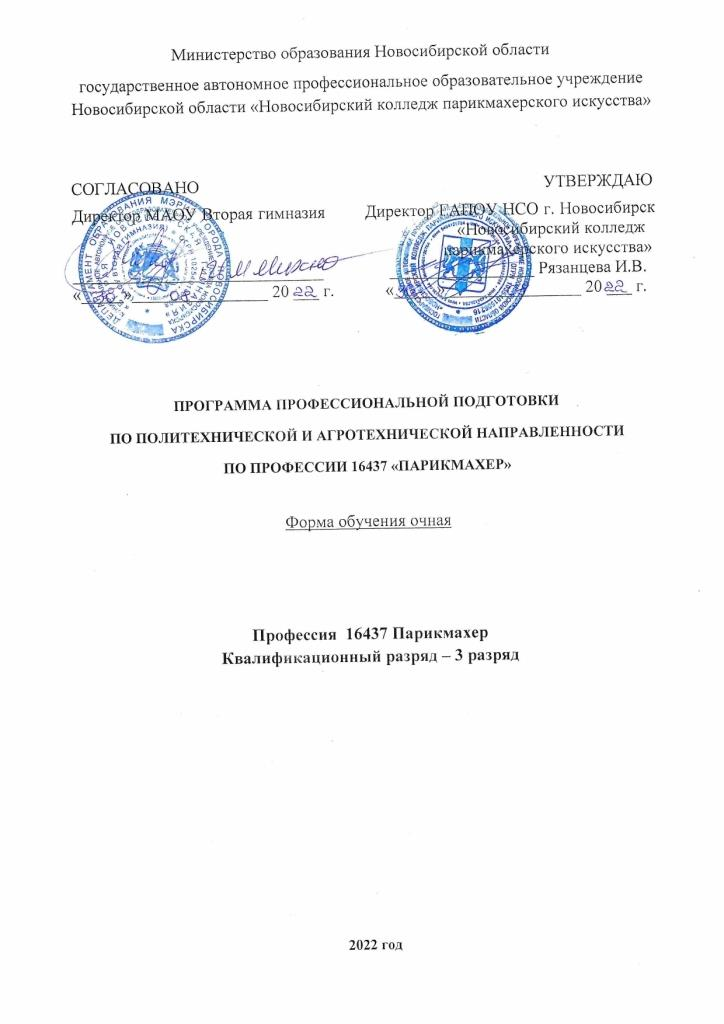 Министерство образования Новосибирской области
государственное автономное профессиональное образовательное учреждение
Новосибирской области «Новосибирский колледж парикмахерского искусства»
СОГЛАСОВАНО
Директор МАОУ Вторая гимназия
« » 08 20 22 г.
УТВЕРЖДАЮ
Директор ГАПОУ НСО г. Новосибирск
«Новосибирский колледж
парикмахерского искусства»
Рязанцева И.В.
« » 20 22 г.
ПРОГРАММА ПРОФЕССИОНАЛЬНОЙ ПОДГОТОВКИ
ПО ПОЛИТЕХНИЧЕСКОЙ И АГРОТЕХНИЧЕСКОЙ НАПРАВЛЕННОСТИ
ПО ПРОФЕССИИ 16437 «ПАРИКМАХЕР»
Форма обучения очная
Профессия 16437 Парикмахер
Квалификационный разряд – 3 разряд
2022 год